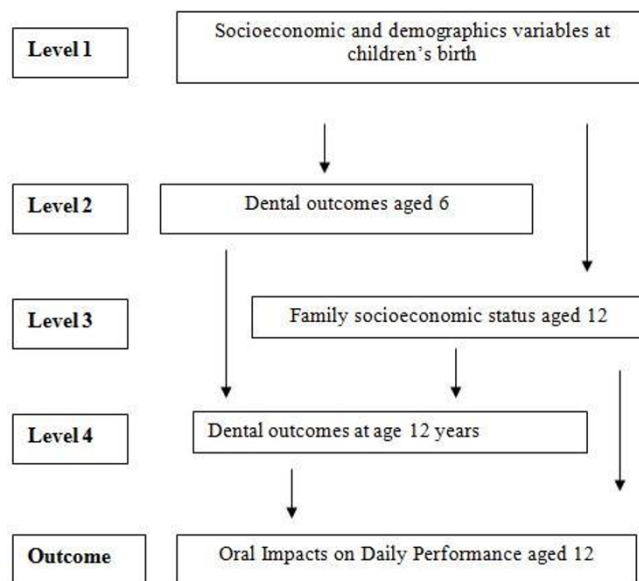 Level 1
Socioeconomic and demographics variables at
children's birth
Level 2
Dental outcomes aged 6
Level 3
Family socioeconomic status aged 12
Level 4
Dental outcomes at age 12 years
Outcome
Oral Impacts on Daily Performance aged 12